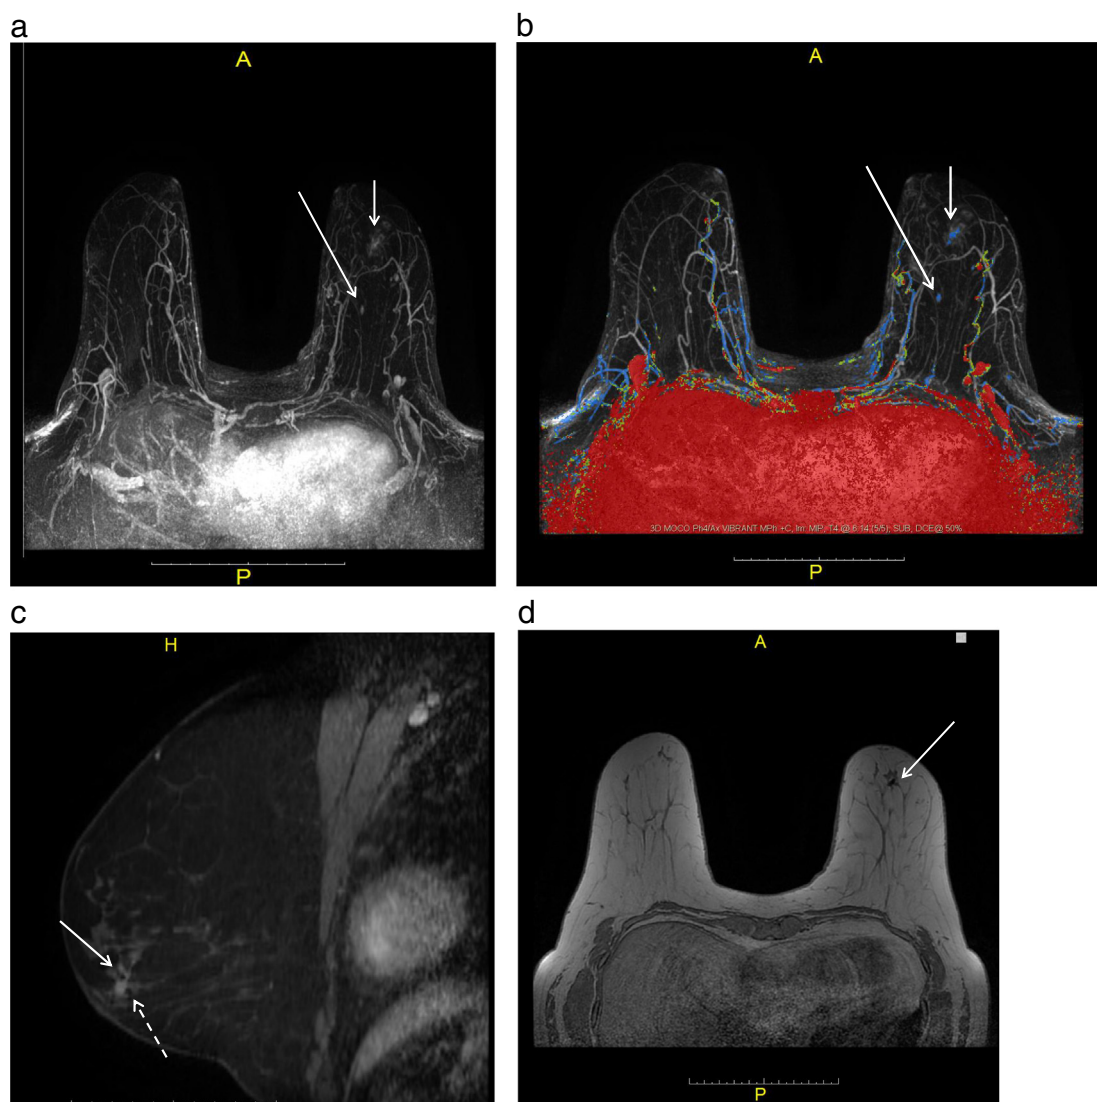 a
b
A
A
3D MOCO Ph4/Ax VIBRANT MPh +C, Im: MIP, T4 @ 6:14 (5/5); SUB, DCE@ 50%
P
P
c
d
H
A
P